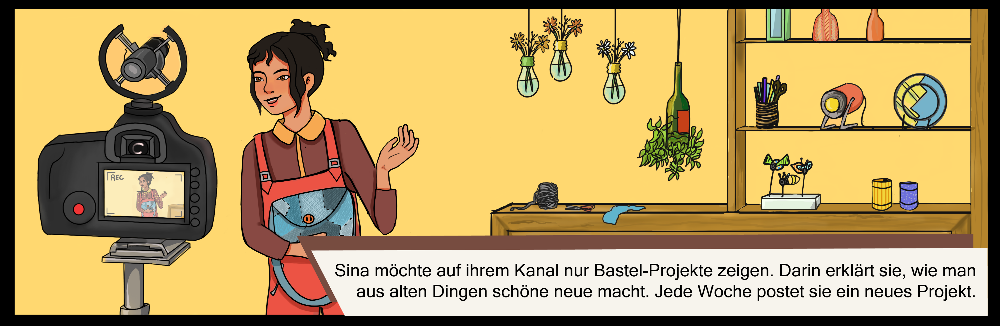 REC
Sina möchte auf ihrem Kanal nur Bastel-Projekte zeigen. Darin erklärt sie, wie man
aus alten Dingen schöne neue macht. Jede Woche postet sie ein neues Projekt.